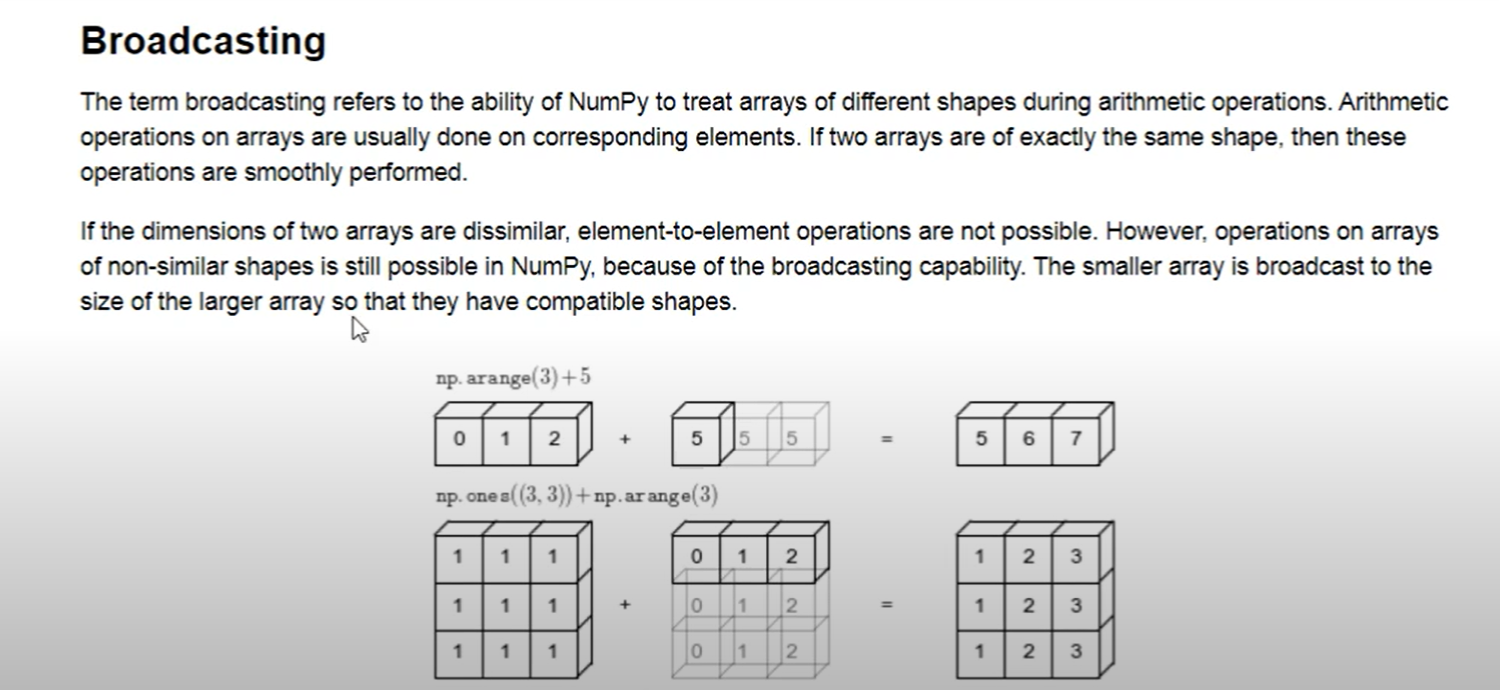 Broadcasting
The term broadcasting refers to the ability of NumPy to treat arrays of different shapes during arithmetic operations. Arithmetic
operations on arrays are usually done on corresponding elements. If two arrays are of exactly the same shape, then these
operations are smoothly performed.
If the dimensions of two arrays are dissimilar, element-to-element operations are not possible. However, operations on arrays
of non-similar shapes is still possible in NumPy, because of the broadcasting capability. The smaller array is broadcast to the
size of the larger array so that they have compatible shapes.
np.arange(3)+5
0 1 2 + 5 5 5 = 5 6 7
np.ones((3,3))+np.arange(3)
1 1 1 0 1 2 1 2 3
1 1 1 + 0 1 2 = 1 2 3
1 1 1 0 1 2 1 2 3